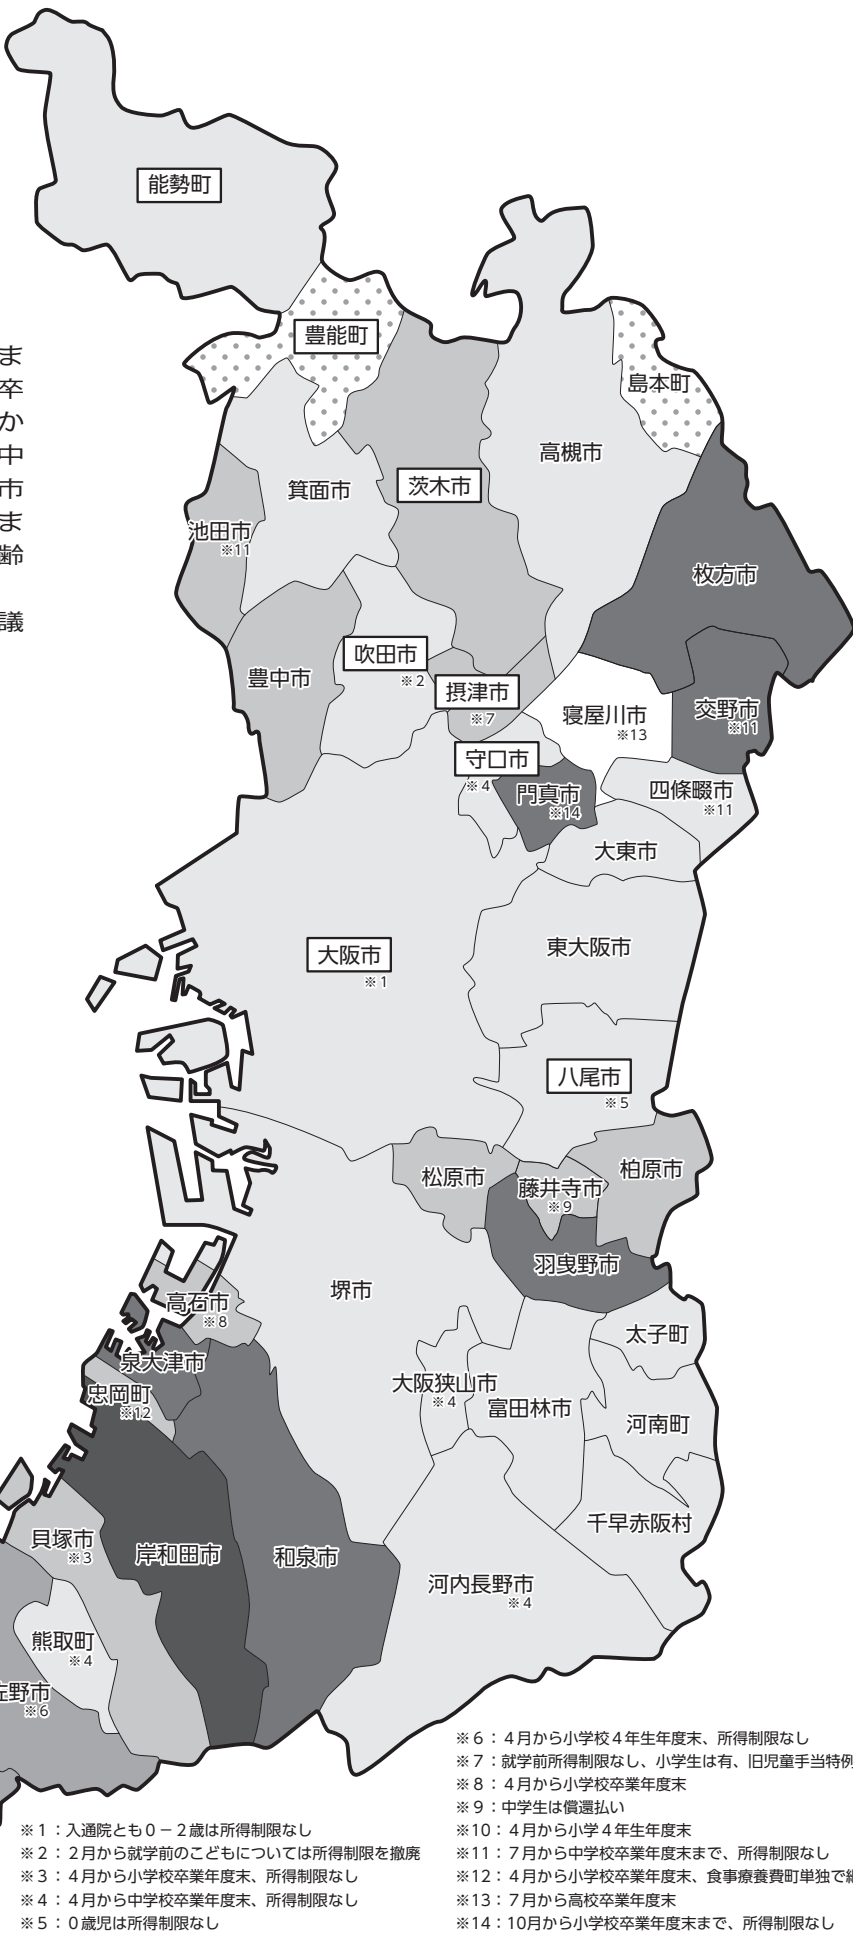 能勢町
豊能町
島本町
ま
卒
か
中
市
ま
齢
議
高槻市
茨木市
箕面市
池田市
※11
枚方市
吹田市
※2
豊中市
摂津市
※7
寝屋川市
※13
交野市
※11
守口市
※4
門真市
※14
四條畷市
※11
大東市
大阪市
※1
東大阪市
八尾市
※5
松原市
藤井寺市
※9
柏原市
羽曳野市
堺市
高石市
※8
太子町
泉大津市
忠岡町
※12
大阪狭山市
※4
富田林市
河南町
千早赤阪村
貝塚市
※3
岸和田市
和泉市
河内長野市
※4
熊取町
※4
佐野市
※6
※1：入通院とも0－2歳は所得制限なし
※2：2月から就学前のこどもについては所得制限を撤廃
※3：4月から小学校卒業年度末、所得制限なし
※4：4月から中学校卒業年度末、所得制限なし
※5：0歳児は所得制限なし
※6：4月から小学校4年生年度末、所得制限なし
※7：就学前所得制限なし、小学生は有、旧児童手当特例
※8：4月から小学校卒業年度末
※9：中学生は償還払い
※10：4月から小学4年生年度末
※11：7月から中学校卒業年度末まで、所得制限なし
※12：4月から小学校卒業年度末、食事療養費町単独で
※13：7月から高校卒業年度末
※14：10月から小学校卒業年度末まで、所得制限なし